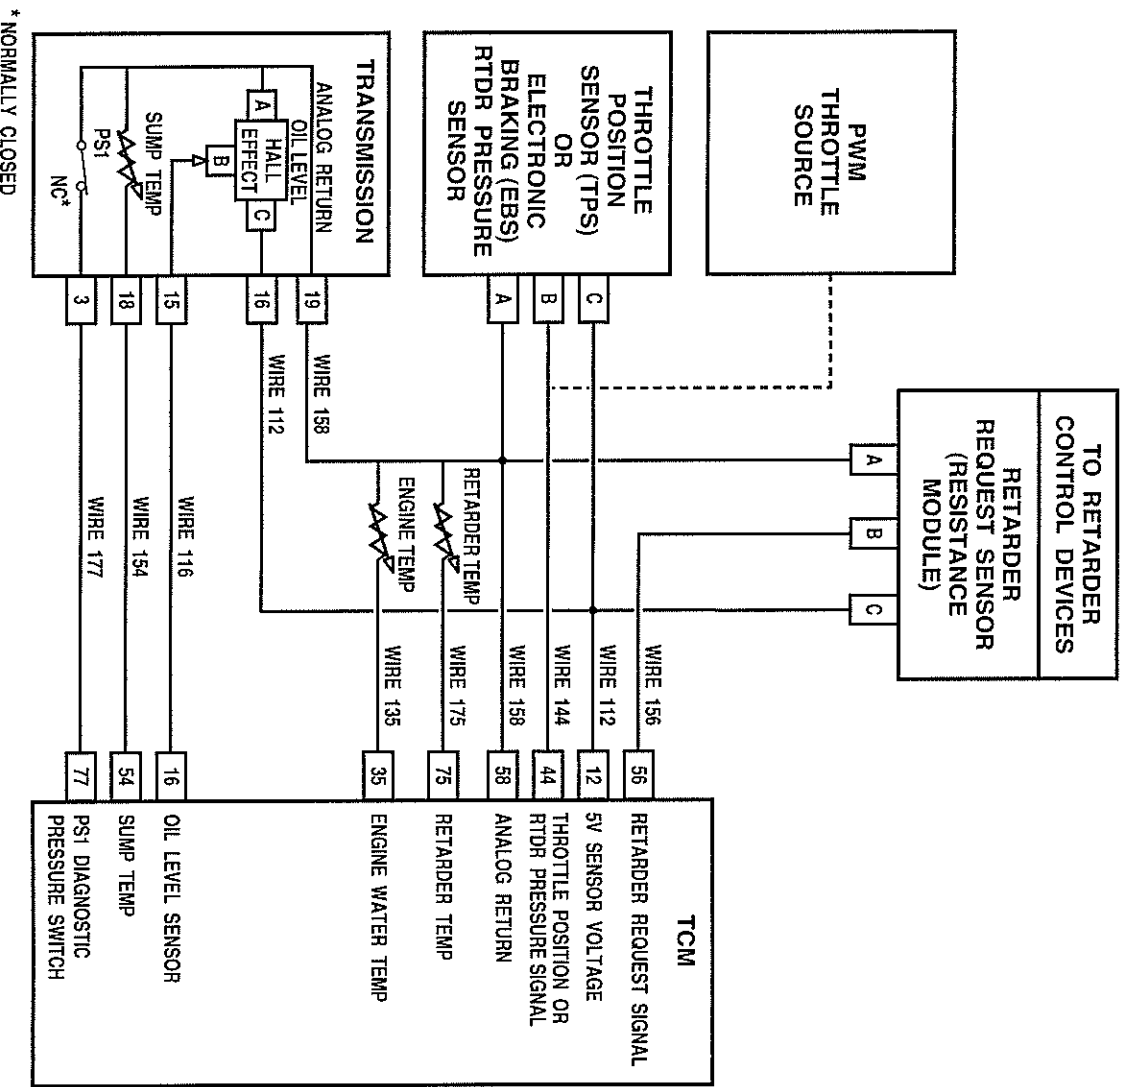 TO RETARDER
CONTROL DEVICES
RETARDER
REQUEST SENSOR
(RESISTANCE
MODULE)
A
B
C
PWM
THROTTLE
SOURCE
THROTTLE
POSITION
SENSOR (TPS)
OR
ELECTRONIC
BRAKING (EBS)
RTDR PRESSURE
SENSOR
C
B
A
TRANSMISSION
ANALOG RETURN
OIL LEVEL
A
HALL
EFFECT
B
C
SUMP TEMP
PS1
NC*
19
16
15
18
3
WIRE 158
WIRE 112
RETARDER TEMP
ENGINE TEMP
WIRE 156
WIRE 112
WIRE 144
WIRE 158
WIRE 175
WIRE 135
WIRE 116
WIRE 154
WIRE 177
TCM
56
RETARDER REQUEST SIGNAL
12
5V SENSOR VOLTAGE
44
THROTTLE POSITION OR
RTDR PRESSURE SIGNAL
58
ANALOG RETURN
75
RETARDER TEMP
35
ENGINE WATER TEMP
16
OIL LEVEL SENSOR
54
SUMP TEMP
77
PS1 DIAGNOSTIC
PRESSURE SWITCH
* NORMALLY CLOSED